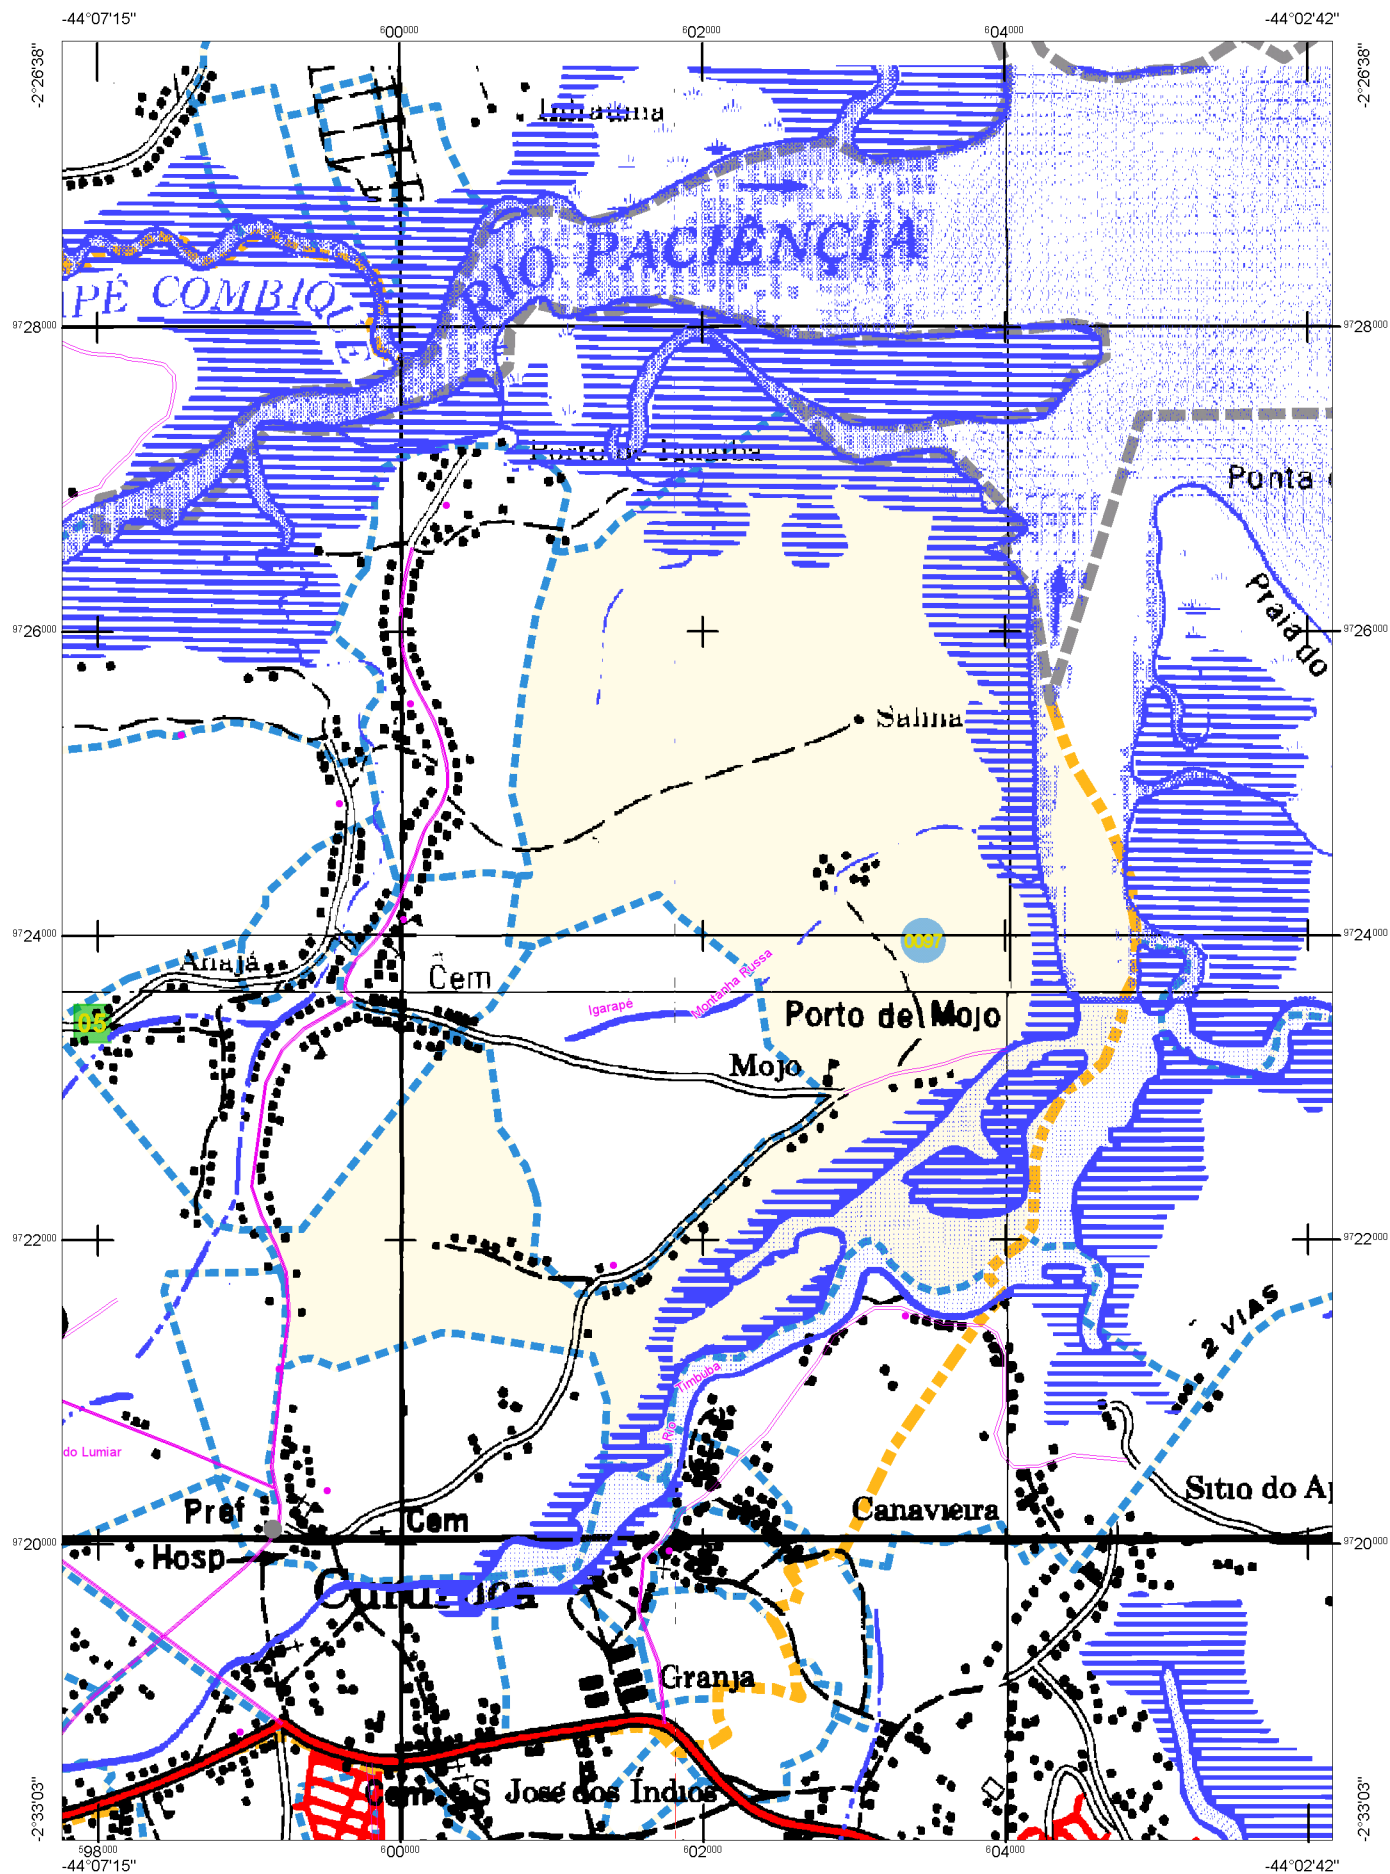 -44°07'15"
-44°02'42"
600000
602000
604000
-2°26'38"
-2°26'38"
RIO PACIÊNCIA
PÉ COMBIQUE
9728000
9728000
Ponta
Praia do
9726000
9726000
Salina
9724000
9724000
0097
Anajá
Cem
Montanha Russa
Igarapé
Porto de Mojo
05
Mojo
9722000
9722000
2 VIAS
Timbuba
Rio
do Lumiar
Sitio do
Pref
Cem
Canavieira
9720000
9720000
Hosp
Granja
Cem
S José dos Indios
-2°33'03"
-2°33'03"
598000
600000
602000
604000
-44°07'15"
-44°02'42"